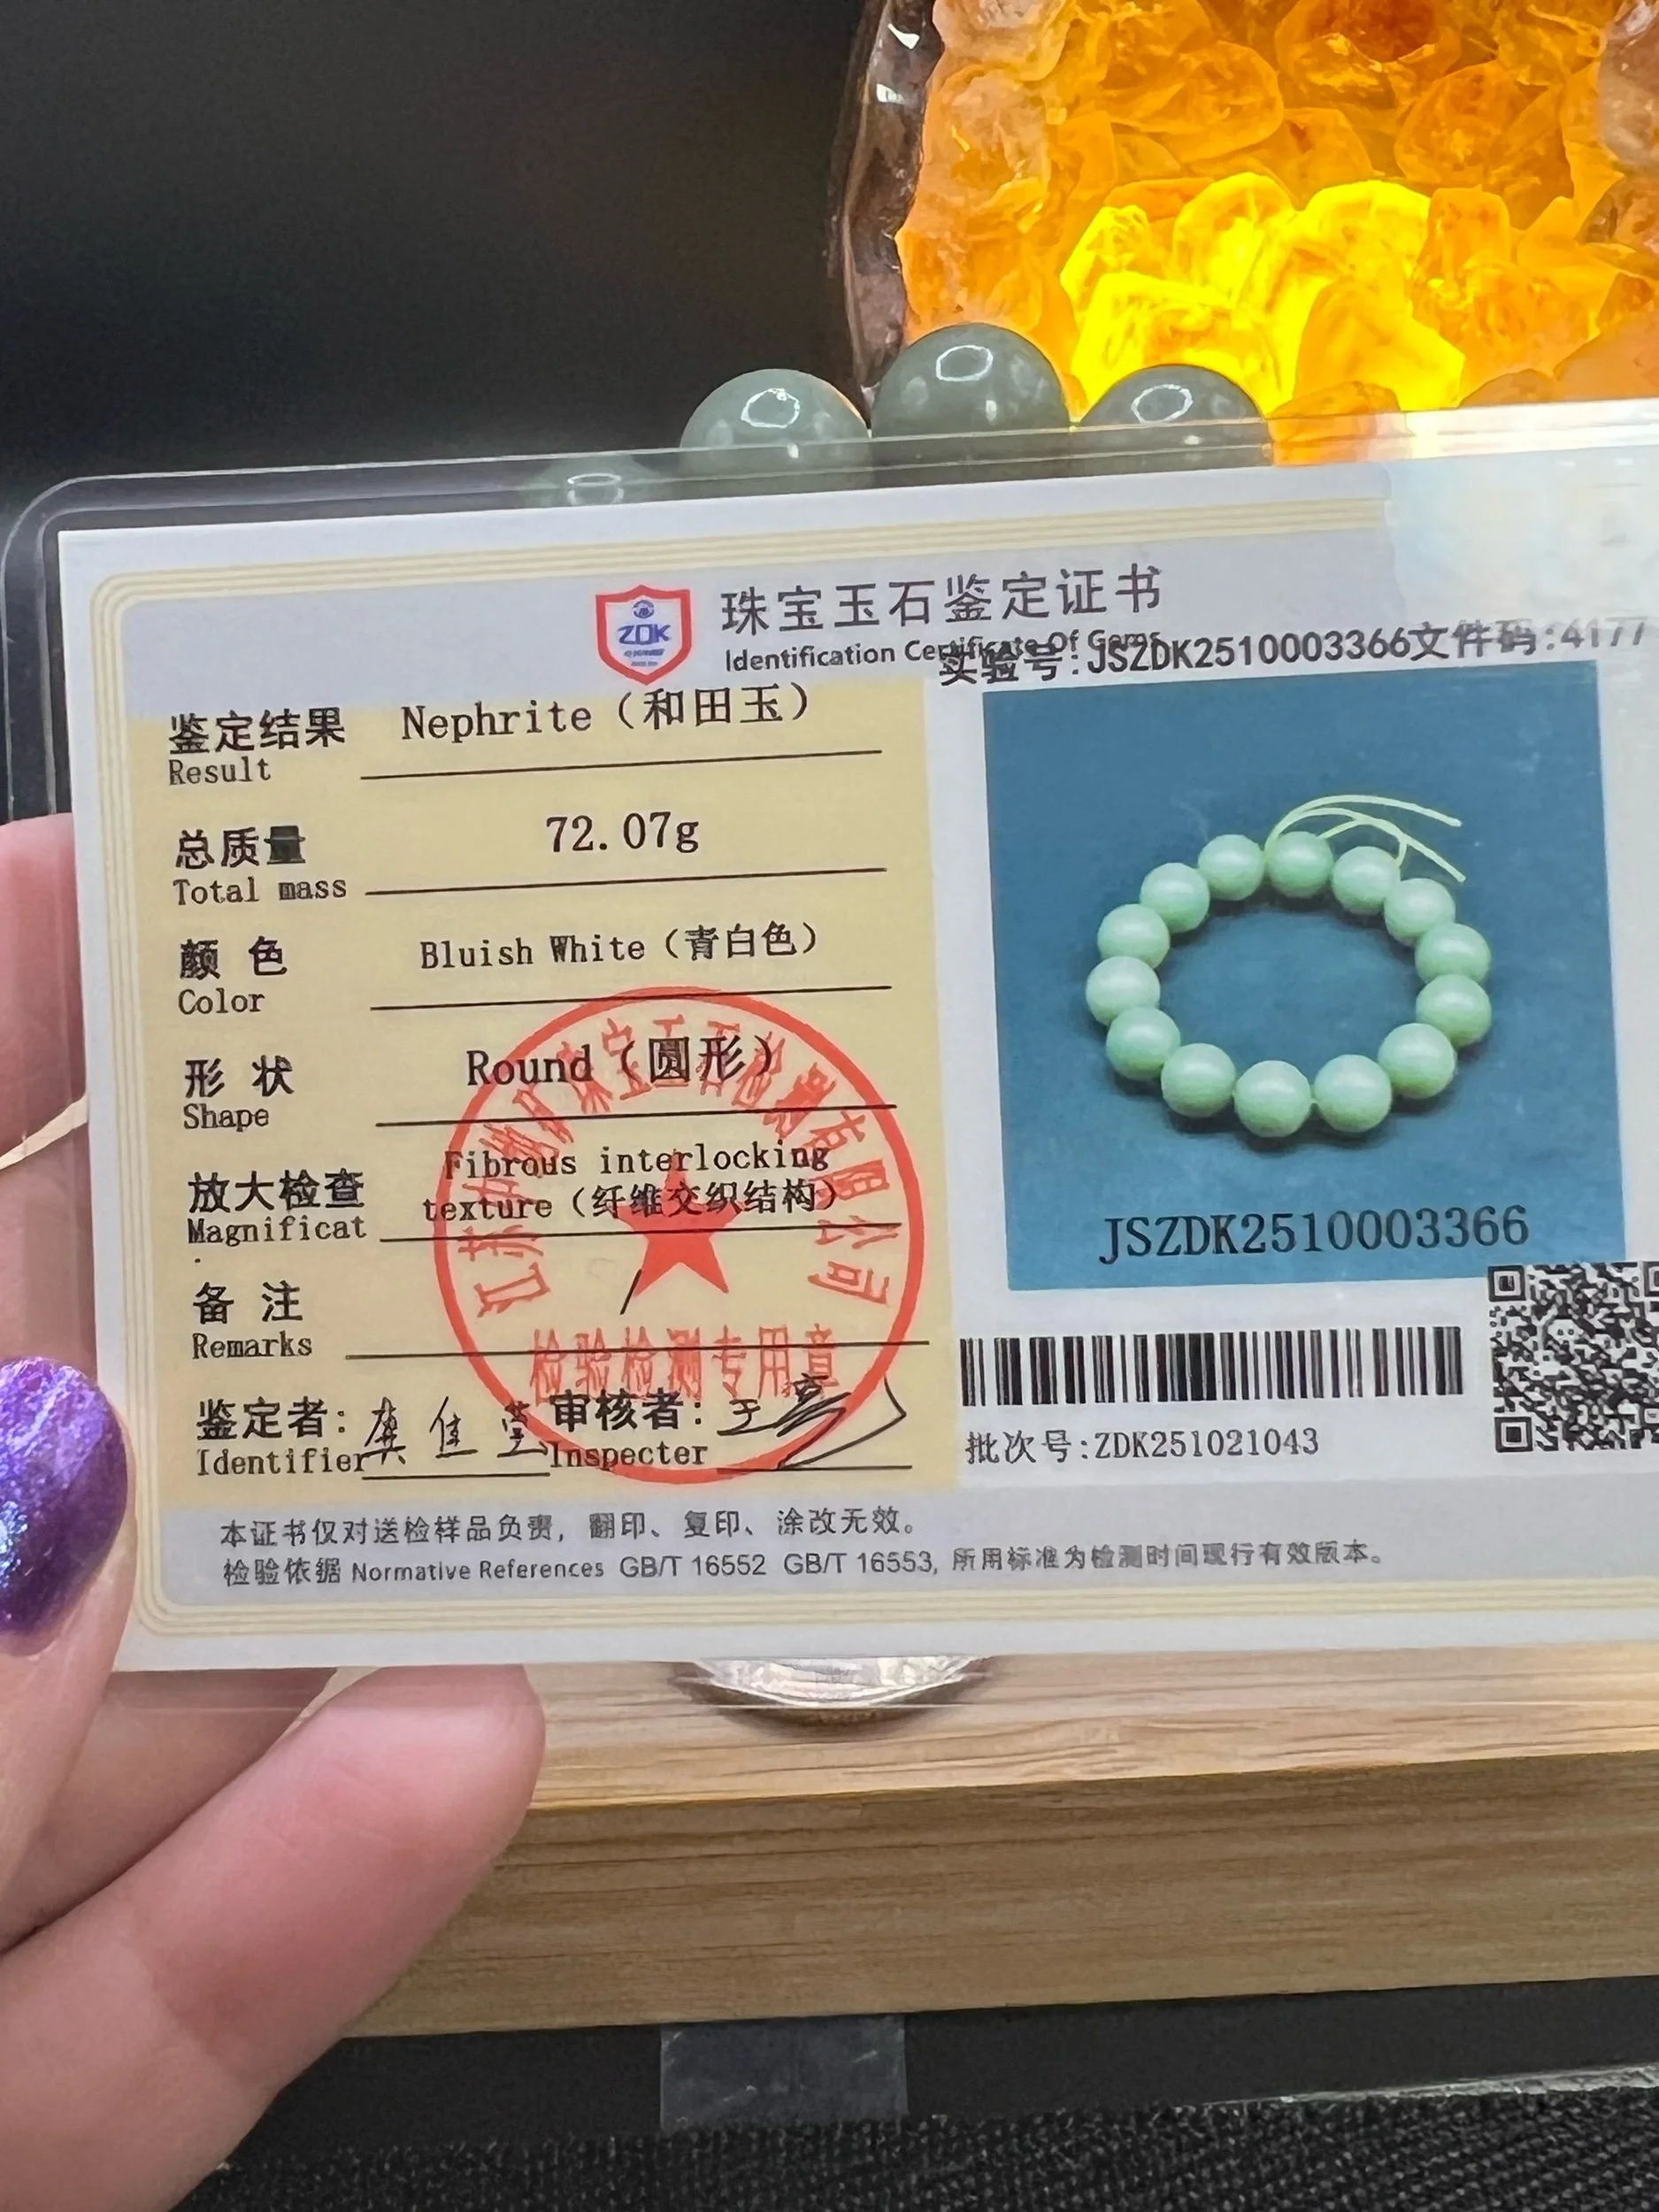 ZDK
珠宝玉石鉴定证书
Identification Certificate Of Gems
实验号:JSZDK2510003366文件码:4177
鉴定结果 Nephrite（和田玉）
Result
总质量 72.07g
Total mass
颜 色 Bluish White（青白色）
Color
形 状 Round（圆形）
Shape
放大检查 Fibrous interlocking
Magnificat texture（纤维交织结构）
备 注 /
Remarks
鉴定者: 审核者:
Identifier Inspecter
检验检测专用章
JSZDK2510003366
批次号:ZDK251021043
本证书仅对送检样品负责，翻印、复印、涂改无效。
检验依据 Normative References GB/T 16552 GB/T 16553, 所用标准为检测时间现行有效版本。